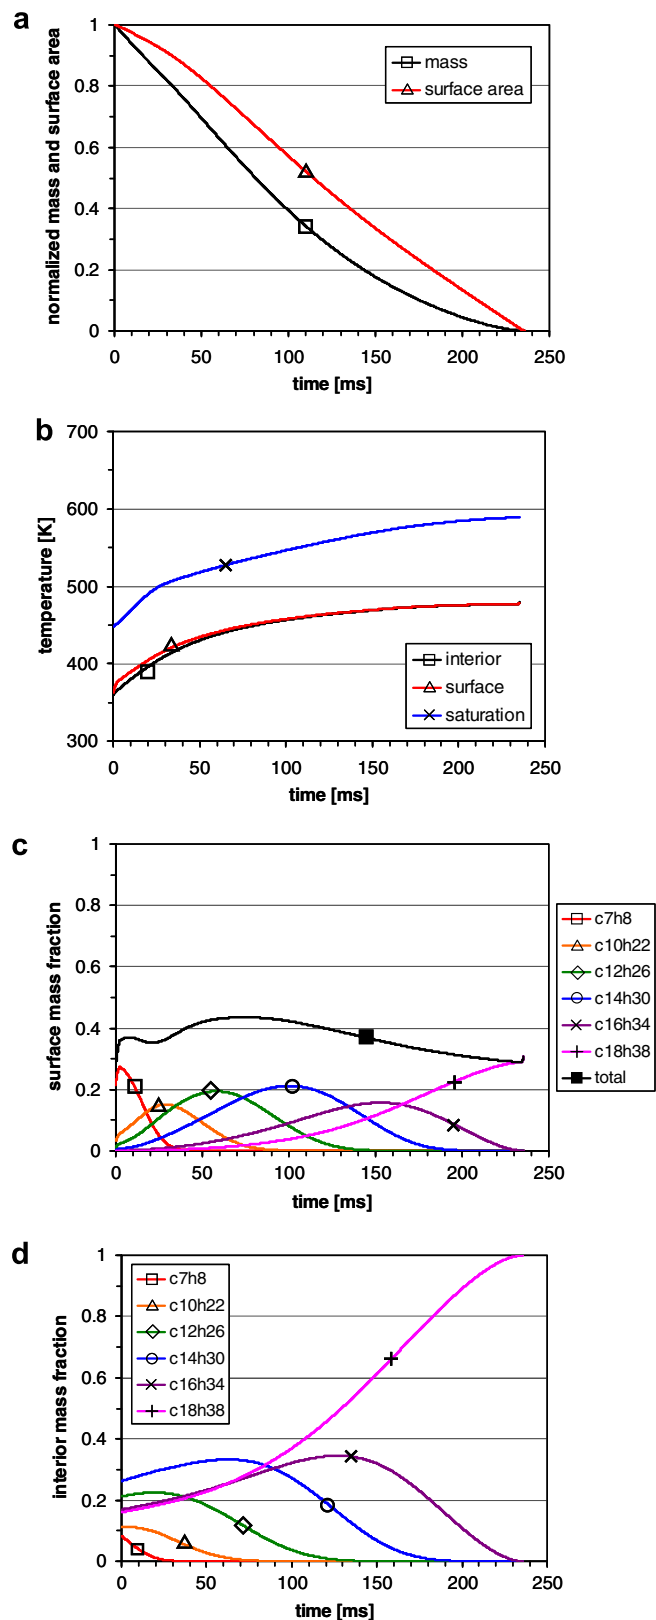 a
normalized mass and surface area
1
0.8
0.6
0.4
0.2
0
mass
surface area
0 50 100 150 200 250
time [ms]
b
temperature [K]
700
600
500
400
300
interior
surface
saturation
0 50 100 150 200 250
time [ms]
c
surface mass fraction
1
0.8
0.6
0.4
0.2
0
c7h8
c10h22
c12h26
c14h30
c16h34
c18h38
total
0 50 100 150 200 250
time [ms]
d
interior mass fraction
1
0.8
0.6
0.4
0.2
0
c7h8
c10h22
c12h26
c14h30
c16h34
c18h38
0 50 100 150 200 250
time [ms]